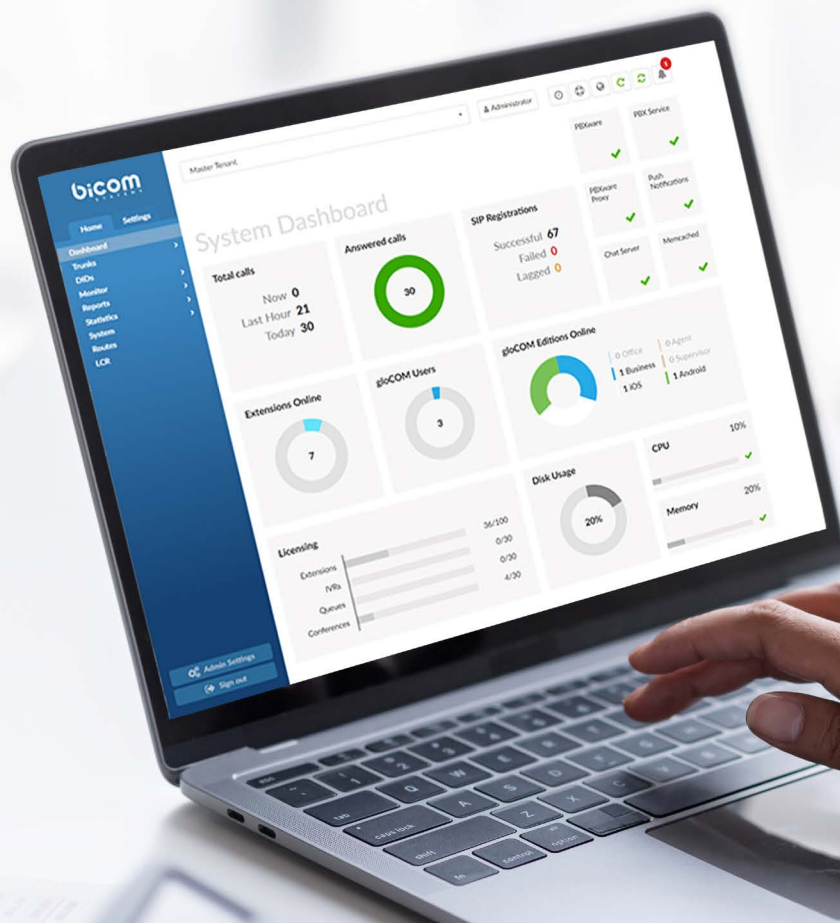 bicom
SYSTEMS
Home Settings
Dashboard
Trunks
DIDs
Monitor
Reports
Statistics
System
Routes
LCR
Admin Settings
Sign out
Master Tenant
Administrator
1
System Dashboard
Total calls
Now 0
Last Hour 21
Today 30
Answered calls
30
SIP Registrations
Successful 67
Failed 0
Lagged 0
PBXware
PBX Service
PBXware
Proxy
Push
Notifications
Chat Server
Memcached
Extensions Online
7
gloCOM Users
3
gloCOM Editions Online
0 Office
0 Agent
1 Business
0 Supervisor
1 iOS
1 Android
Licensing
Extensions 36/100
IVRs 0/30
Queues 0/30
Conferences 4/30
Disk Usage
20%
CPU 10%
Memory 20%
esc
tab
caps lock
shift
fn
control
option
Q
W
A
S
D
Z
X
C